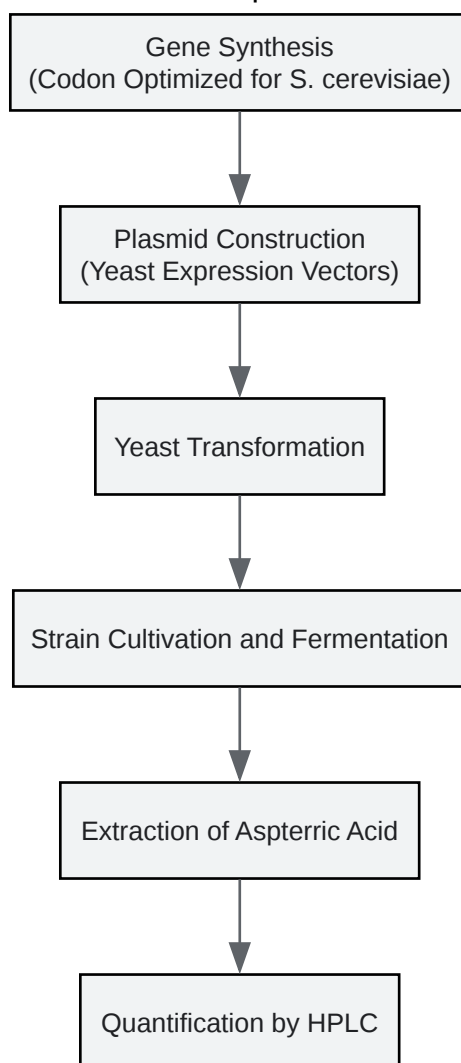 Gene Synthesis
(Codon Optimized for S. cerevisiae)
Plasmid Construction
(Yeast Expression Vectors)
Yeast Transformation
Strain Cultivation and Fermentation
Extraction of Aspterric Acid
Quantification by HPLC